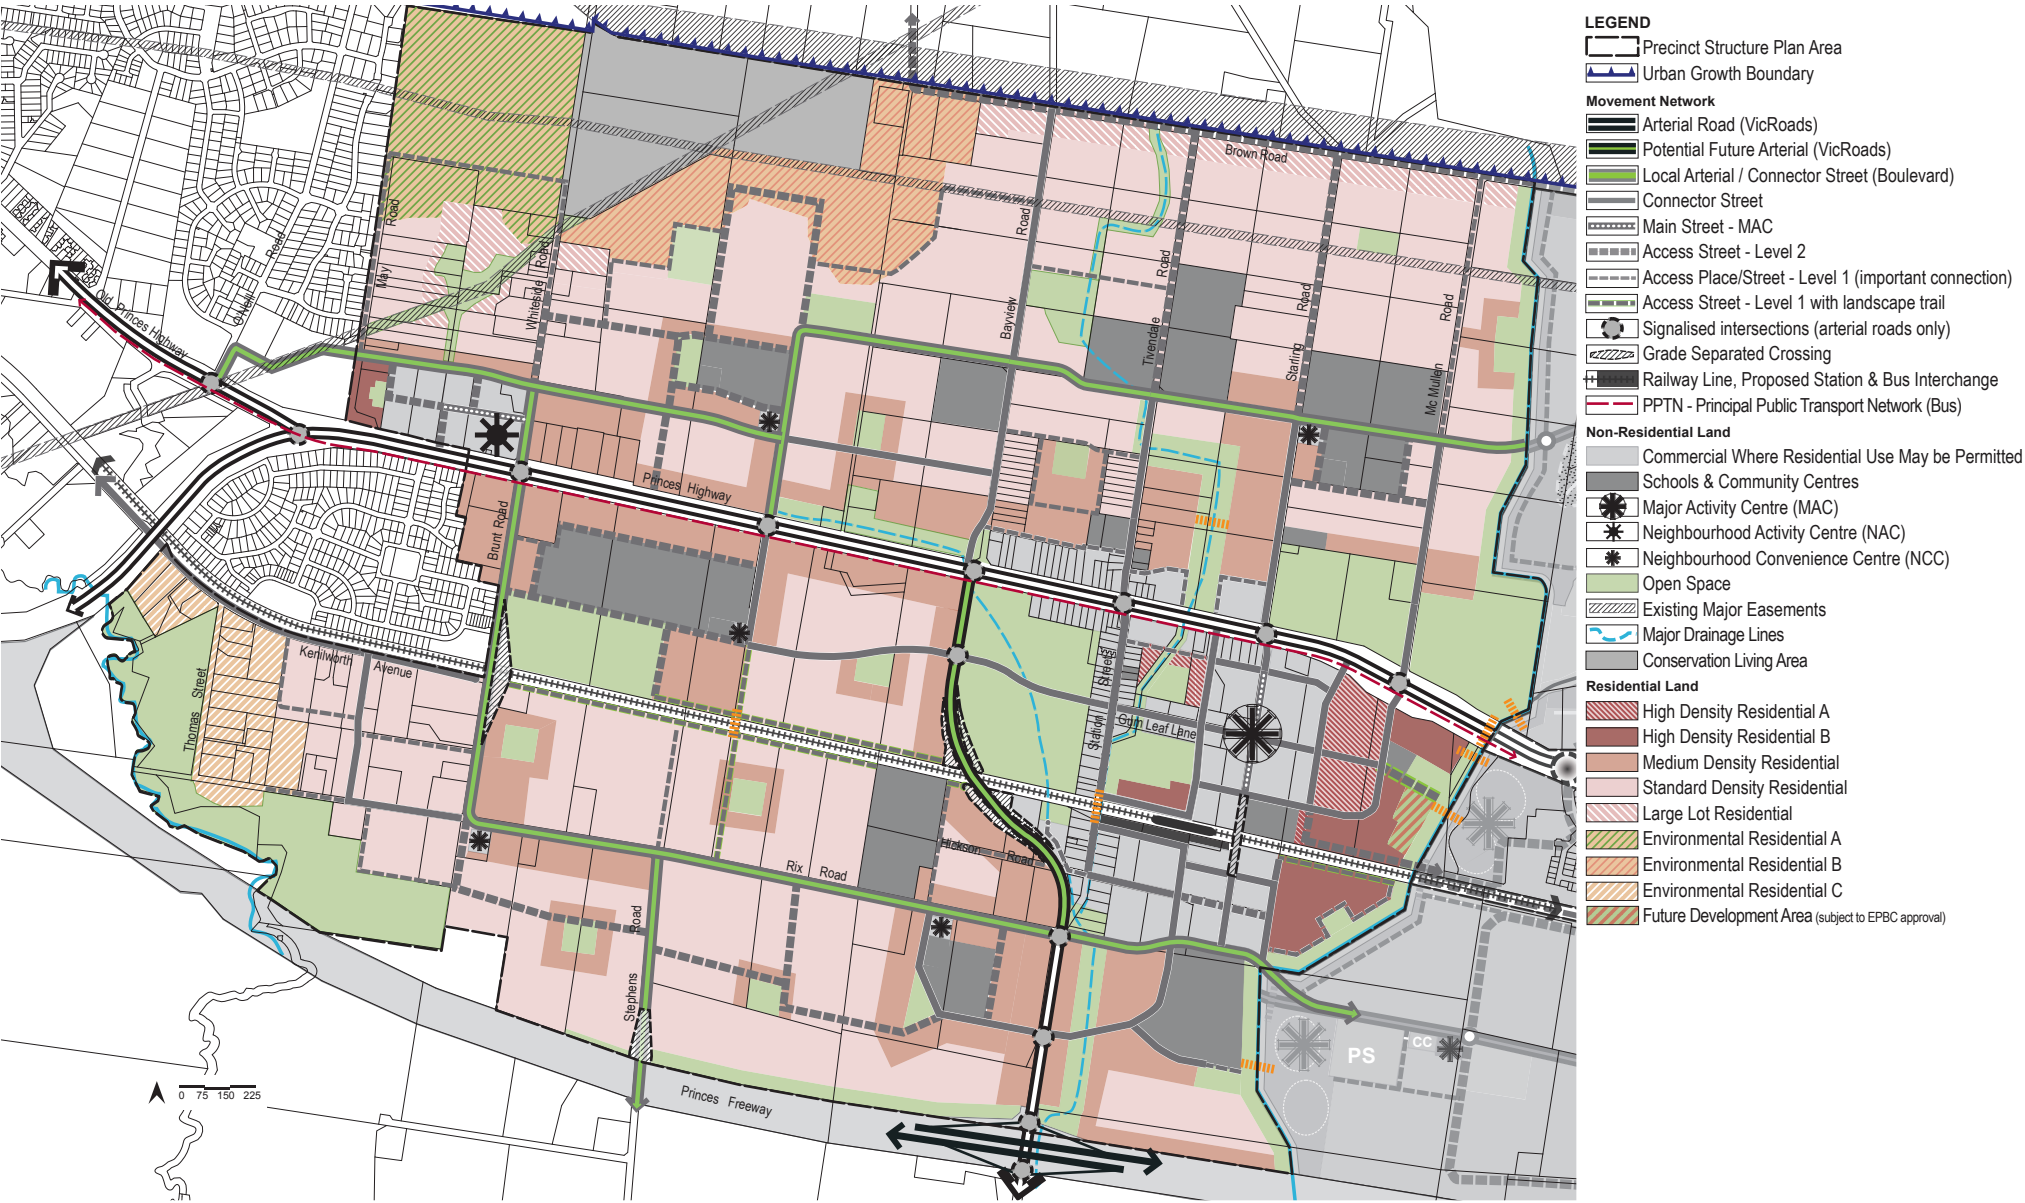 LEGEND
Precinct Structure Plan Area
Urban Growth Boundary
Movement Network
Arterial Road (VicRoads)
Potential Future Arterial (VicRoads)
Local Arterial / Connector Street (Boulevard)
Connector Street
Main Street - MAC
Access Street - Level 2
Access Place/Street - Level 1 (important connection)
Access Street - Level 1 with landscape trail
Signalised intersections (arterial roads only)
Grade Separated Crossing
Railway Line, Proposed Station & Bus Interchange
PPTN - Principal Public Transport Network (Bus)
Non-Residential Land
Commercial Where Residential Use May be Permitted
Schools & Community Centres
Major Activity Centre (MAC)
Neighbourhood Activity Centre (NAC)
Neighbourhood Convenience Centre (NCC)
Open Space
Existing Major Easements
Major Drainage Lines
Conservation Living Area
Residential Land
High Density Residential A
High Density Residential B
Medium Density Residential
Standard Density Residential
Large Lot Residential
Environmental Residential A
Environmental Residential B
Environmental Residential C
Future Development Area (subject to EPBC approval)
Brown Road
May Road
Whiteside Road
Bayview Road
Tivendale Road
Starling Road
Mc Mullen Road
O'Neil Road
Old Princes Highway
Princes Highway
Brunt Road
Kenilworth Avenue
Thomas Street
Station Street
Gum Leaf Lane
Hickson Road
Rix Road
Stephens Road
Princes Freeway
PS
CC
0 75 150 225